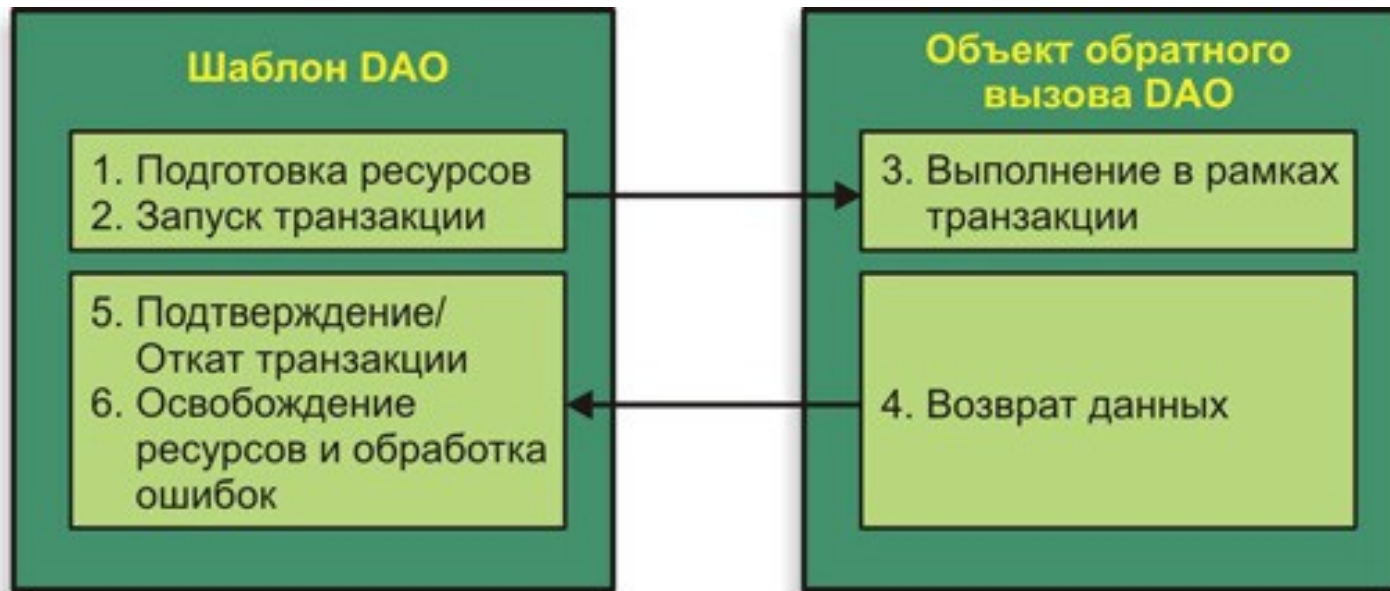 Шаблон DAO
1. Подготовка ресурсов
2. Запуск транзакции
5. Подтверждение/
Откат транзакции
6. Освобождение
ресурсов и обработка
ошибок
Объект обратного
вызова DAO
3. Выполнение в рамках
транзакции
4. Возврат данных